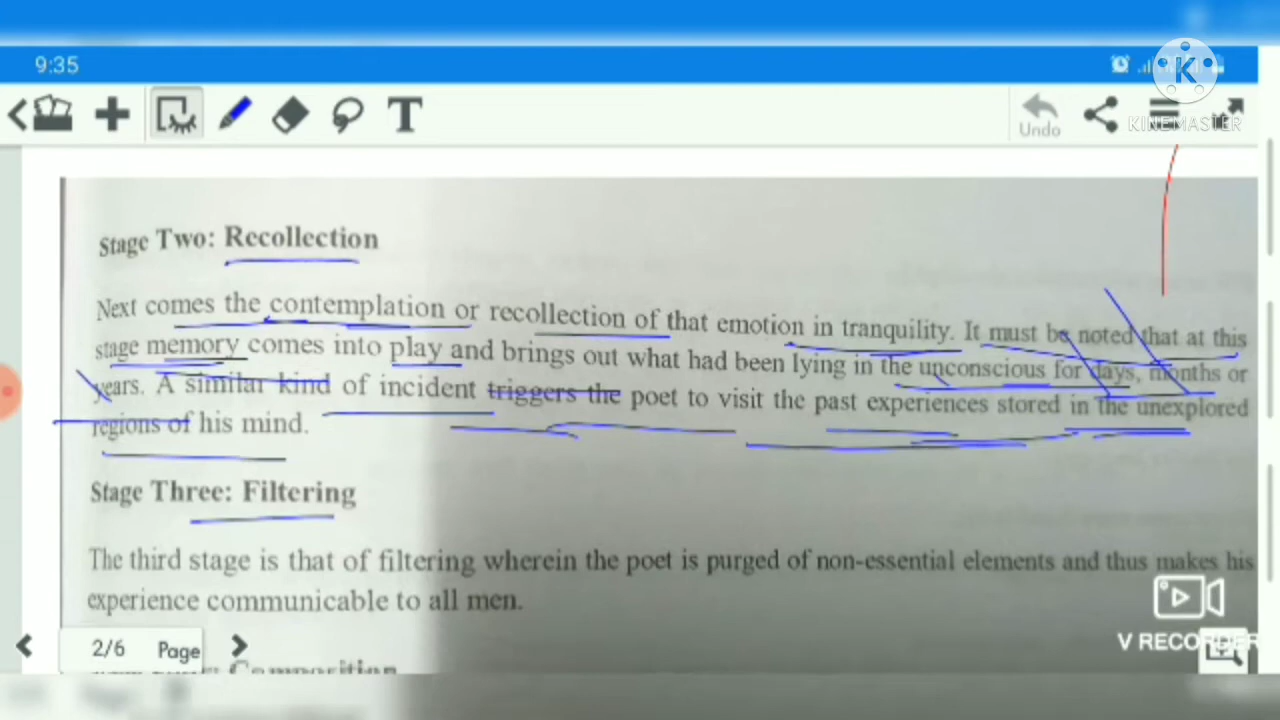 9:35
KINEMASTER
T
Undo
Stage Two: Recollection
Next comes the contemplation or recollection of that emotion in tranquility. It must be noted that at this
stage memory comes into play and brings out what had been lying in the unconscious for days, months or
years. A similar kind of incident triggers the poet to visit the past experiences stored in the unexplored
regions of his mind.
Stage Three: Filtering
The third stage is that of filtering wherein the poet is purged of non-essential elements and thus makes his
experience communicable to all men.
2/6 Page
V RECORDER
Composition